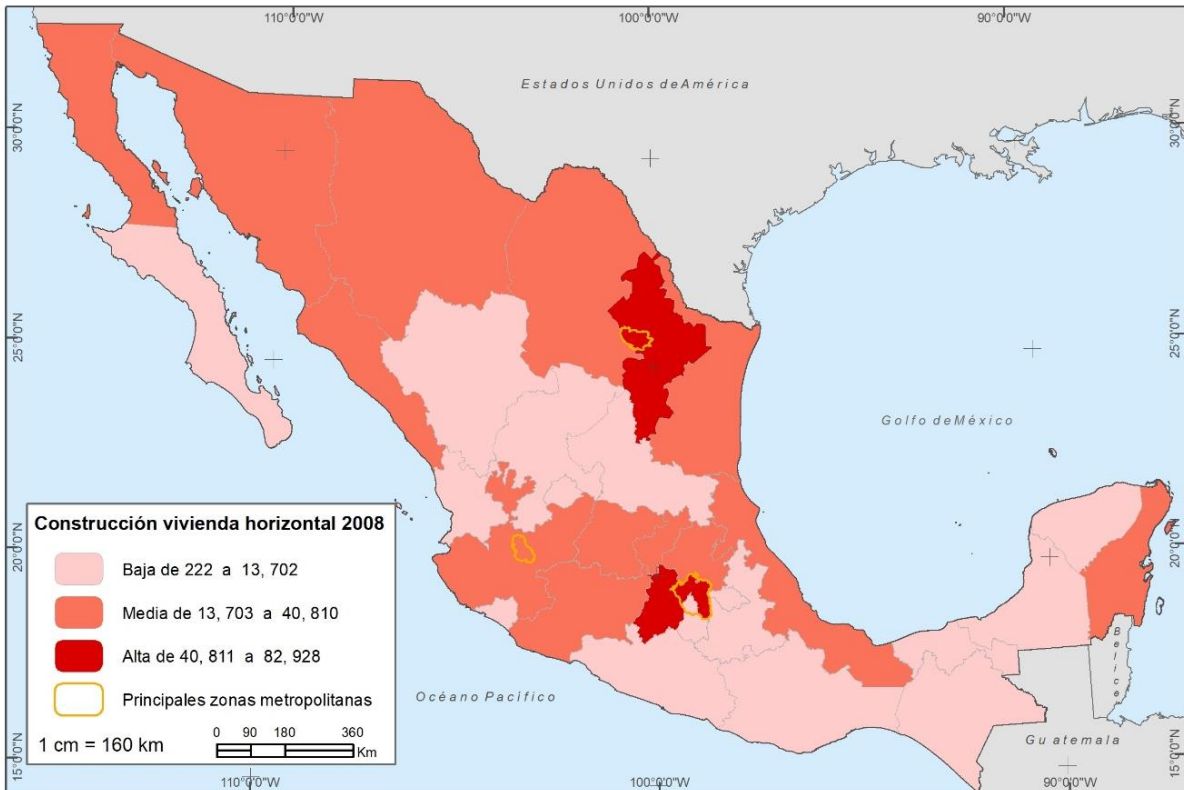 110°0'0"W 100°0'0"W 90°0'0"W
Estados Unidos de América
30°0'0"N 30°0'0"N
25°0'0"N 25°0'0"N
Golfo de México
20°0'0"N 20°0'0"N
Construcción vivienda horizontal 2008
Baja de 222 a 13, 702
Media de 13, 703 a 40, 810
Alta de 40, 811 a 82, 928
Principales zonas metropolitanas
1 cm = 160 km
0 90 180 360
Km
Océano Pacífico
Belice
Guatemala
15°0'0"N 15°0'0"N
110°0'0"W 100°0'0"W 90°0'0"W